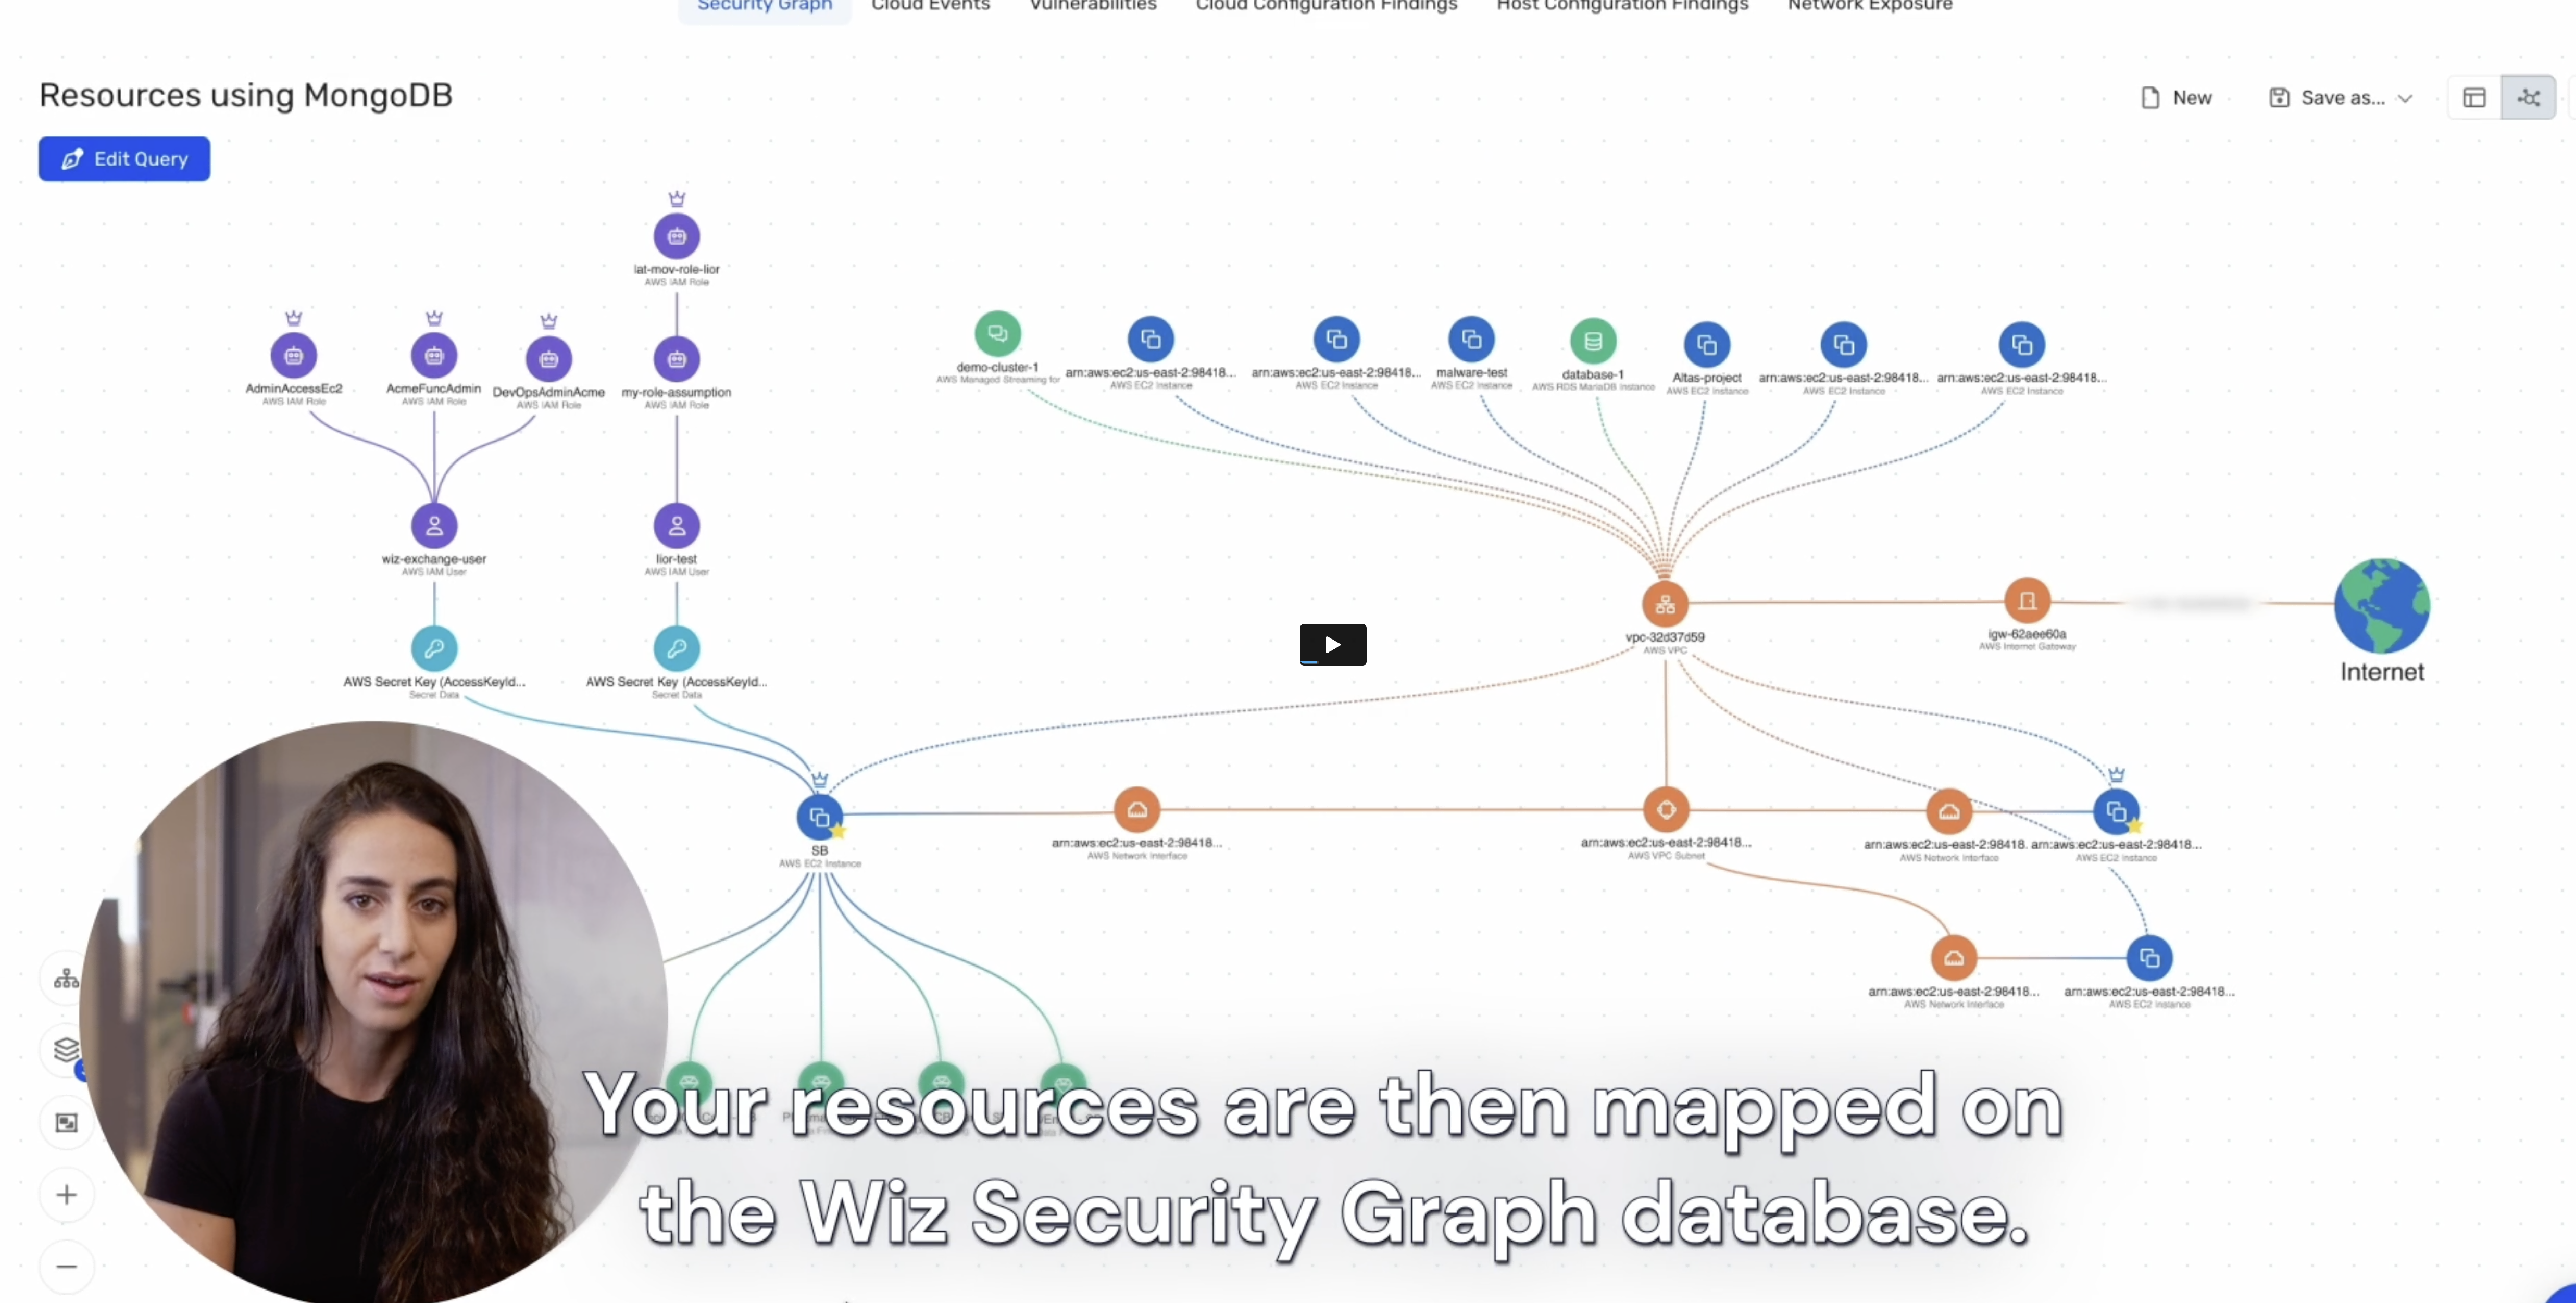 Security Graph Cloud Events Vulnerabilities Cloud Configuration Findings Host Configuration Findings Network Exposure
Resources using MongoDB
New Save as...
Edit Query
lat-mov-role-lior
AWS IAM Role
AdminAccessEc2
AWS IAM Role
AcmeFuncAdmin
AWS IAM Role
DevOpsAdminAcme
AWS IAM Role
my-role-assumption
AWS IAM Role
demo-cluster-1
AWS Managed Streaming for
arn:aws:ec2:us-east-2:98418...
AWS EC2 Instance
arn:aws:ec2:us-east-2:98418...
AWS EC2 Instance
malware-test
AWS EC2 Instance
database-1
AWS RDS MariaDB Instance
Altas-project
AWS EC2 Instance
arn:aws:ec2:us-east-2:98418...
AWS EC2 Instance
arn:aws:ec2:us-east-2:98418...
AWS EC2 Instance
wiz-exchange-user
AWS IAM User
lior-test
AWS IAM User
vpc-32d37d59
AWS VPC
igw-62aee60a
AWS Internet Gateway
Internet
AWS Secret Key (AccessKeyId...
Secret Data
AWS Secret Key (AccessKeyId...
Secret Data
SB
AWS EC2 Instance
arn:aws:ec2:us-east-2:98418...
AWS Network Interface
arn:aws:ec2:us-east-2:98418...
AWS VPC Subnet
arn:aws:ec2:us-east-2:98418.
AWS Network Interface
arn:aws:ec2:us-east-2:98418...
AWS EC2 Instance
arn:aws:ec2:us-east-2:98418...
AWS Network Interface
arn:aws:ec2:us-east-2:98418...
AWS EC2 Instance
Your resources are then mapped on
the Wiz Security Graph database.